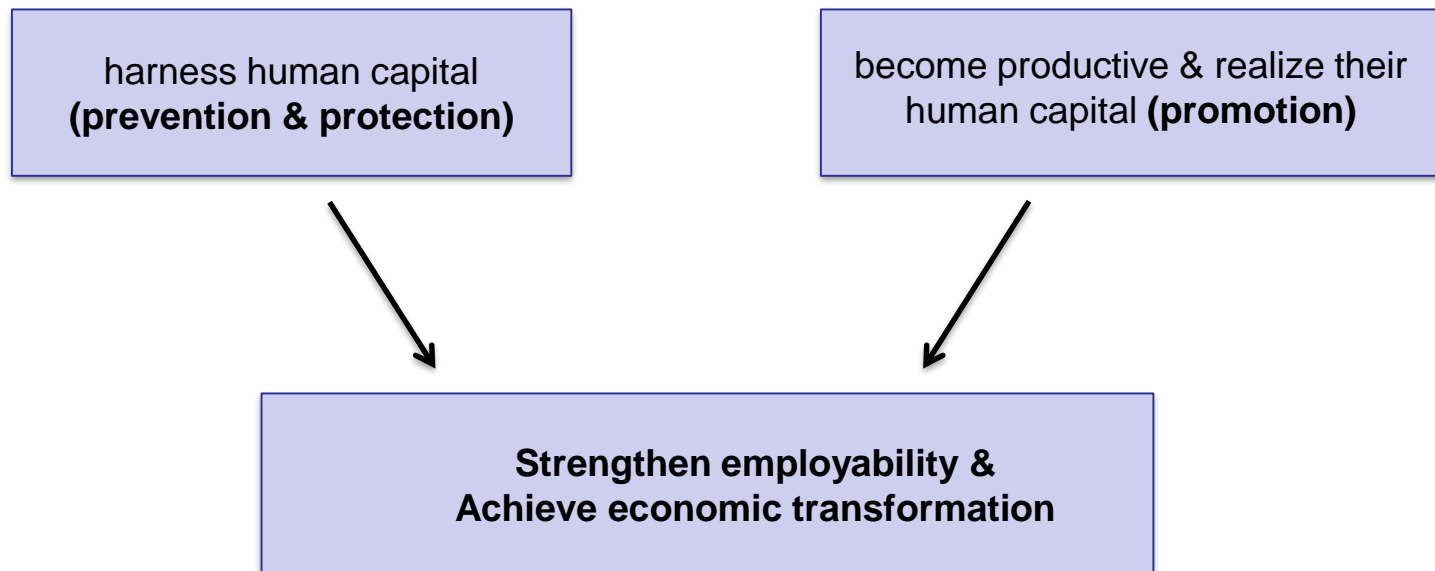 harness human capital
(prevention & protection)
become productive & realize their
human capital (promotion)
Strengthen employability &
Achieve economic transformation